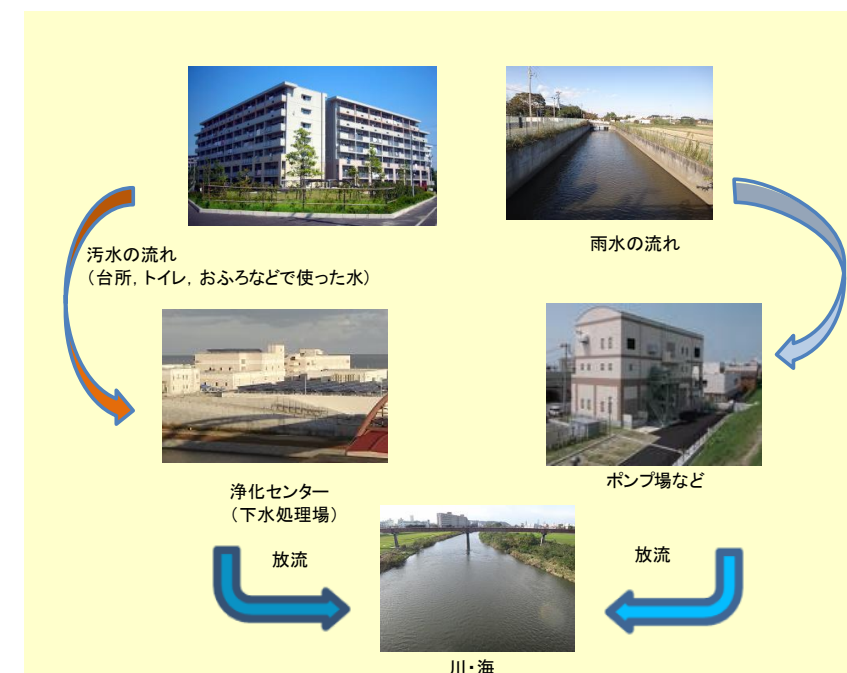 汚水の流れ
（台所，トイレ，おふろなどで使った水）
雨水の流れ
浄化センター
（下水処理場）
ポンプ場など
放流
放流
川・海